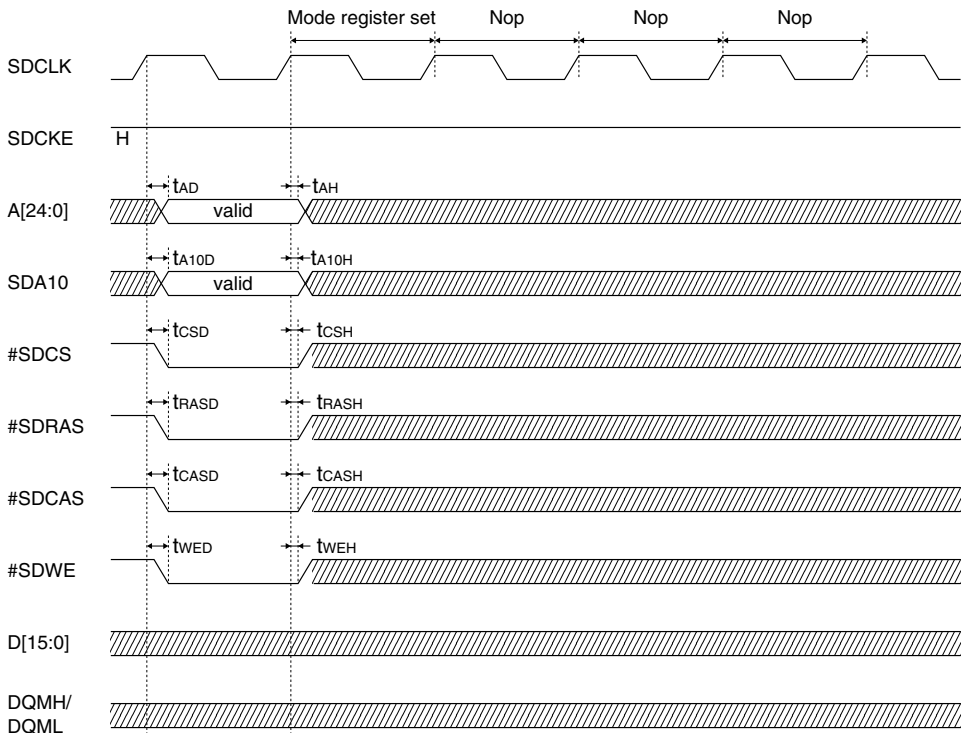 Mode register set Nop Nop Nop
SDCLK
SDCKE H
tAD tAH
A[24:0] valid
tA10D tA10H
SDA10 valid
tCSD tCSH
#SDCS
tRASD tRASH
#SDRAS
tCASD tCASH
#SDCAS
tWED tWEH
#SDWE
D[15:0]
DQMH/
DQML